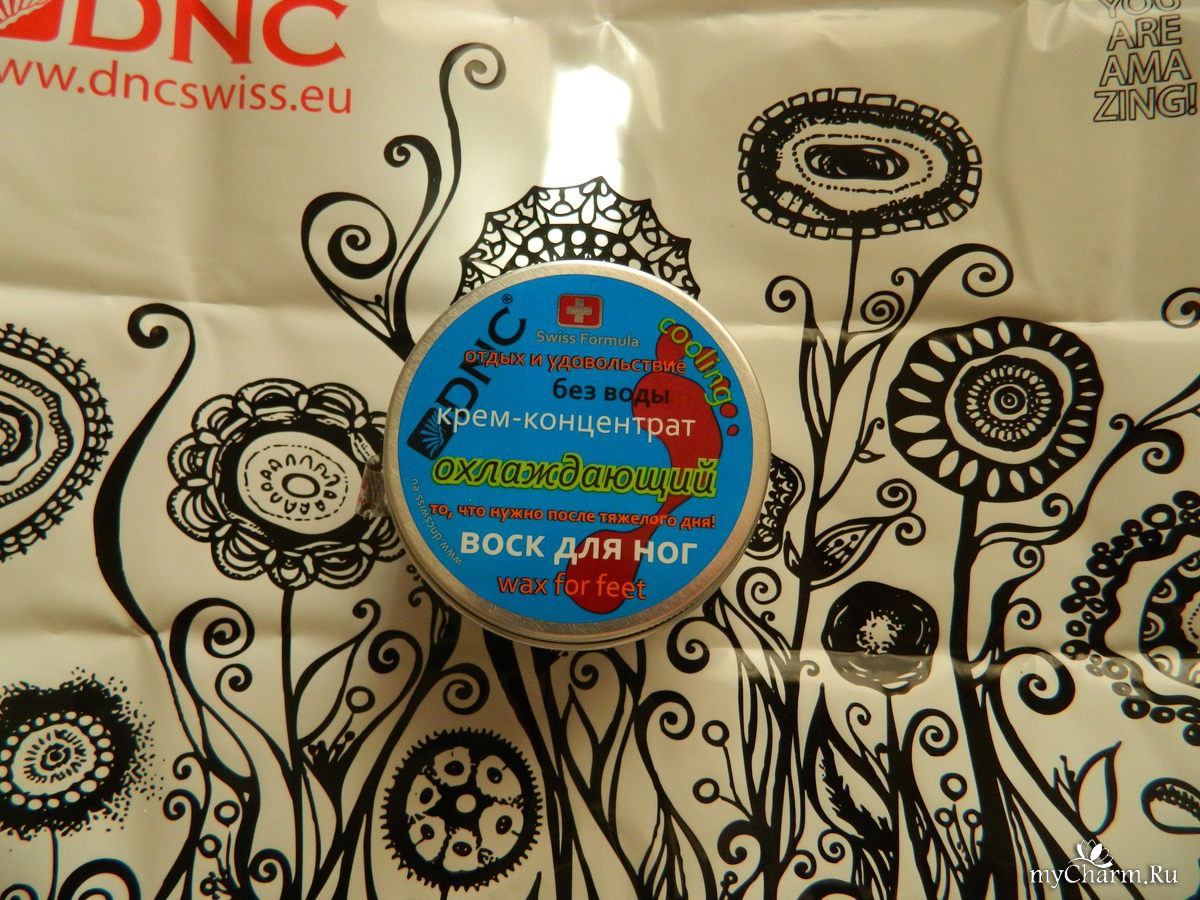 DNC
www.dncswiss.eu
YOU
ARE
AMA
ZING!
DNC®
Swiss Formula
cooling
отдых и удовольствие
без воды
крем-концентрат
охлаждающий
то, что нужно после тяжелого дня!
воск для ног
wax for feet
www.dncswiss.eu
myCharm.Ru